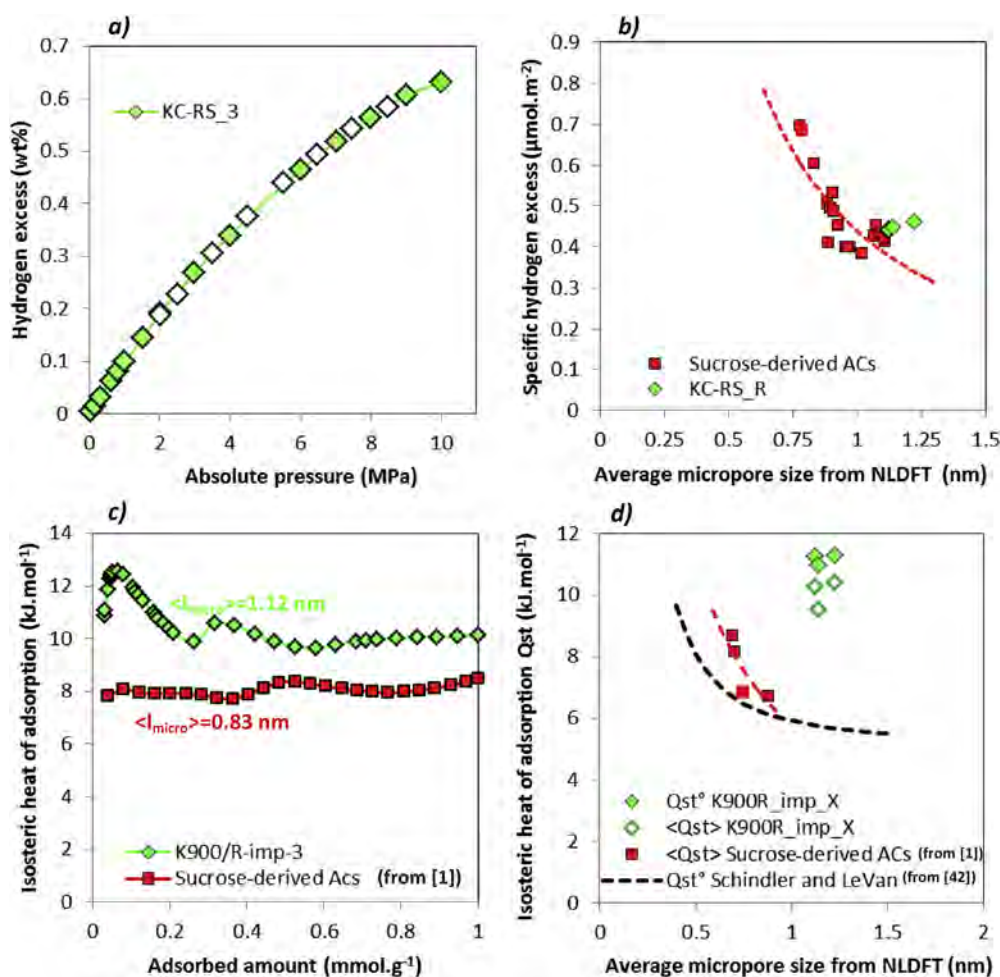 a)
Hydrogen excess (wt%)
0.7
0.6
0.5
0.4
0.3
0.2
0.1
0
KC-RS_3
0 2 4 6 8 10
Absolute pressure (MPa)
b)
Specific hydrogen excess (µmol.m-2)
0.9
0.8
0.7
0.6
0.5
0.4
0.3
0.2
0.1
0
Sucrose-derived ACs
KC-RS_R
0 0.25 0.5 0.75 1 1.25 1.5
Average micropore size from NLDFT (nm)
c)
Isosteric heat of adsorption (kJ.mol-1)
14
12
10
8
6
4
2
0
=1.12 nm
<lmicro>=0.83 nm
K900/R-imp-3
Sucrose-derived Acs (from [1])
0 0.2 0.4 0.6 0.8 1
Adsorbed amount (mmol.g-1)
d)
Isosteric heat of adsorption Qst (kJ.mol-1)
12
10
8
6
4
2
0
Qst° K900R_imp_X
<Qst> K900R_imp_X
<Qst> Sucrose-derived ACs (from [1])
Qst° Schindler and LeVan (from [42])
0 0.5 1 1.5 2
Average micropore size from NLDFT (nm)